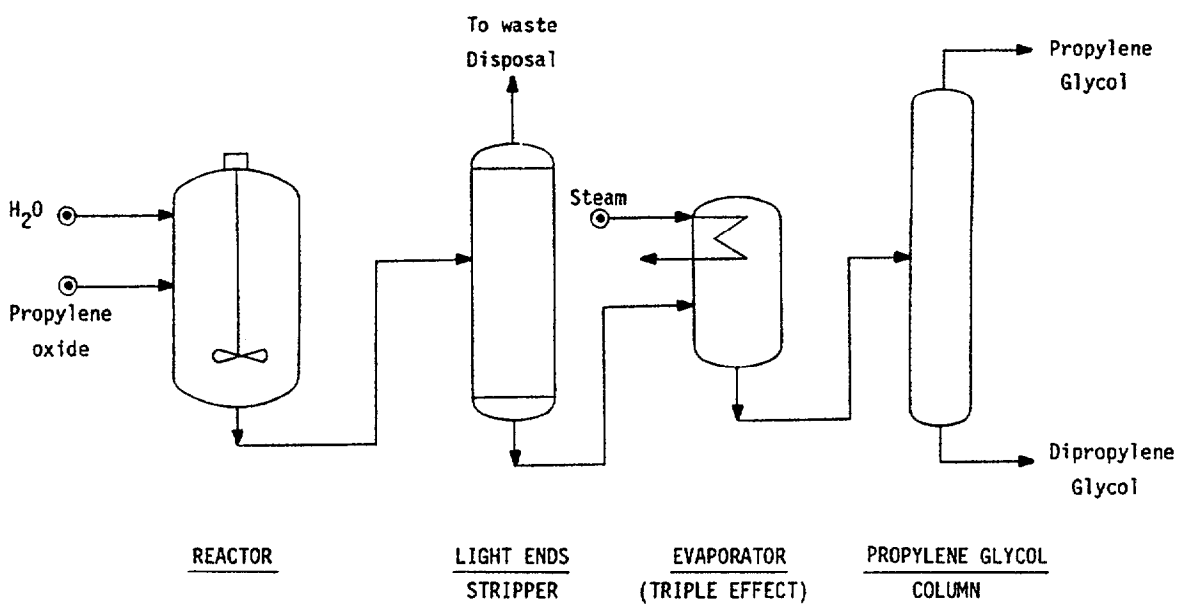 To waste
Disposal
Propylene
Glycol
H2O
Steam
Propylene
oxide
Dipropylene
Glycol
REACTOR
LIGHT ENDS
STRIPPER
EVAPORATOR
(TRIPLE EFFECT)
PROPYLENE GLYCOL
COLUMN